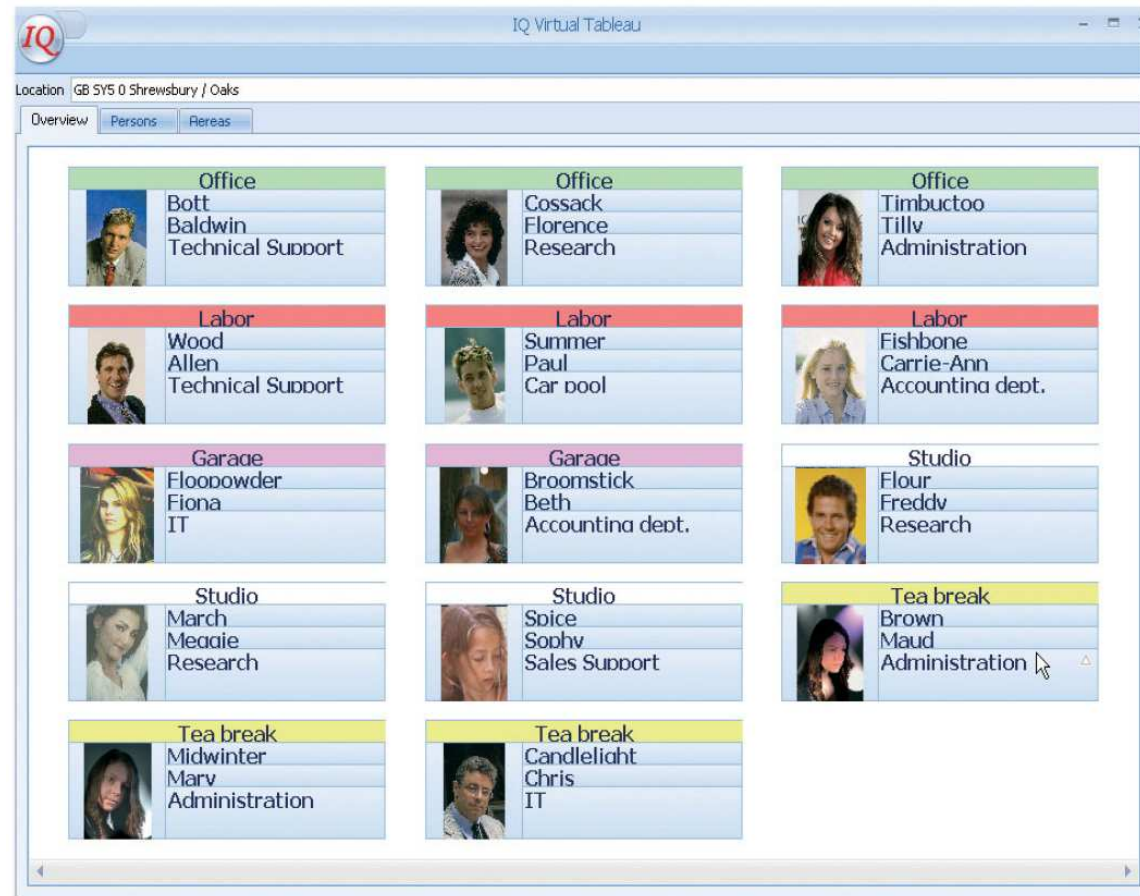 IQ
IQ Virtual Tableau
Location GB SY5 0 Shrewsbury / Oaks
Overview Persons Aereas
Office
Bott
Baldwin
Technical Support
Office
Cossack
Florence
Research
Office
Timbuctoo
Tilly
Administration
Labor
Wood
Allen
Technical Support
Labor
Summer
Paul
Car pool
Labor
Fishbone
Carrie-Ann
Accounting dept.
Garage
Floopowder
Fiona
IT
Garage
Broomstick
Beth
Accounting dept.
Studio
Flour
Freddy
Research
Studio
March
Meggie
Research
Studio
Spice
Sophy
Sales Support
Tea break
Brown
Maud
Administration
Tea break
Midwinter
Mary
Administration
Tea break
Candlelight
Chris
IT